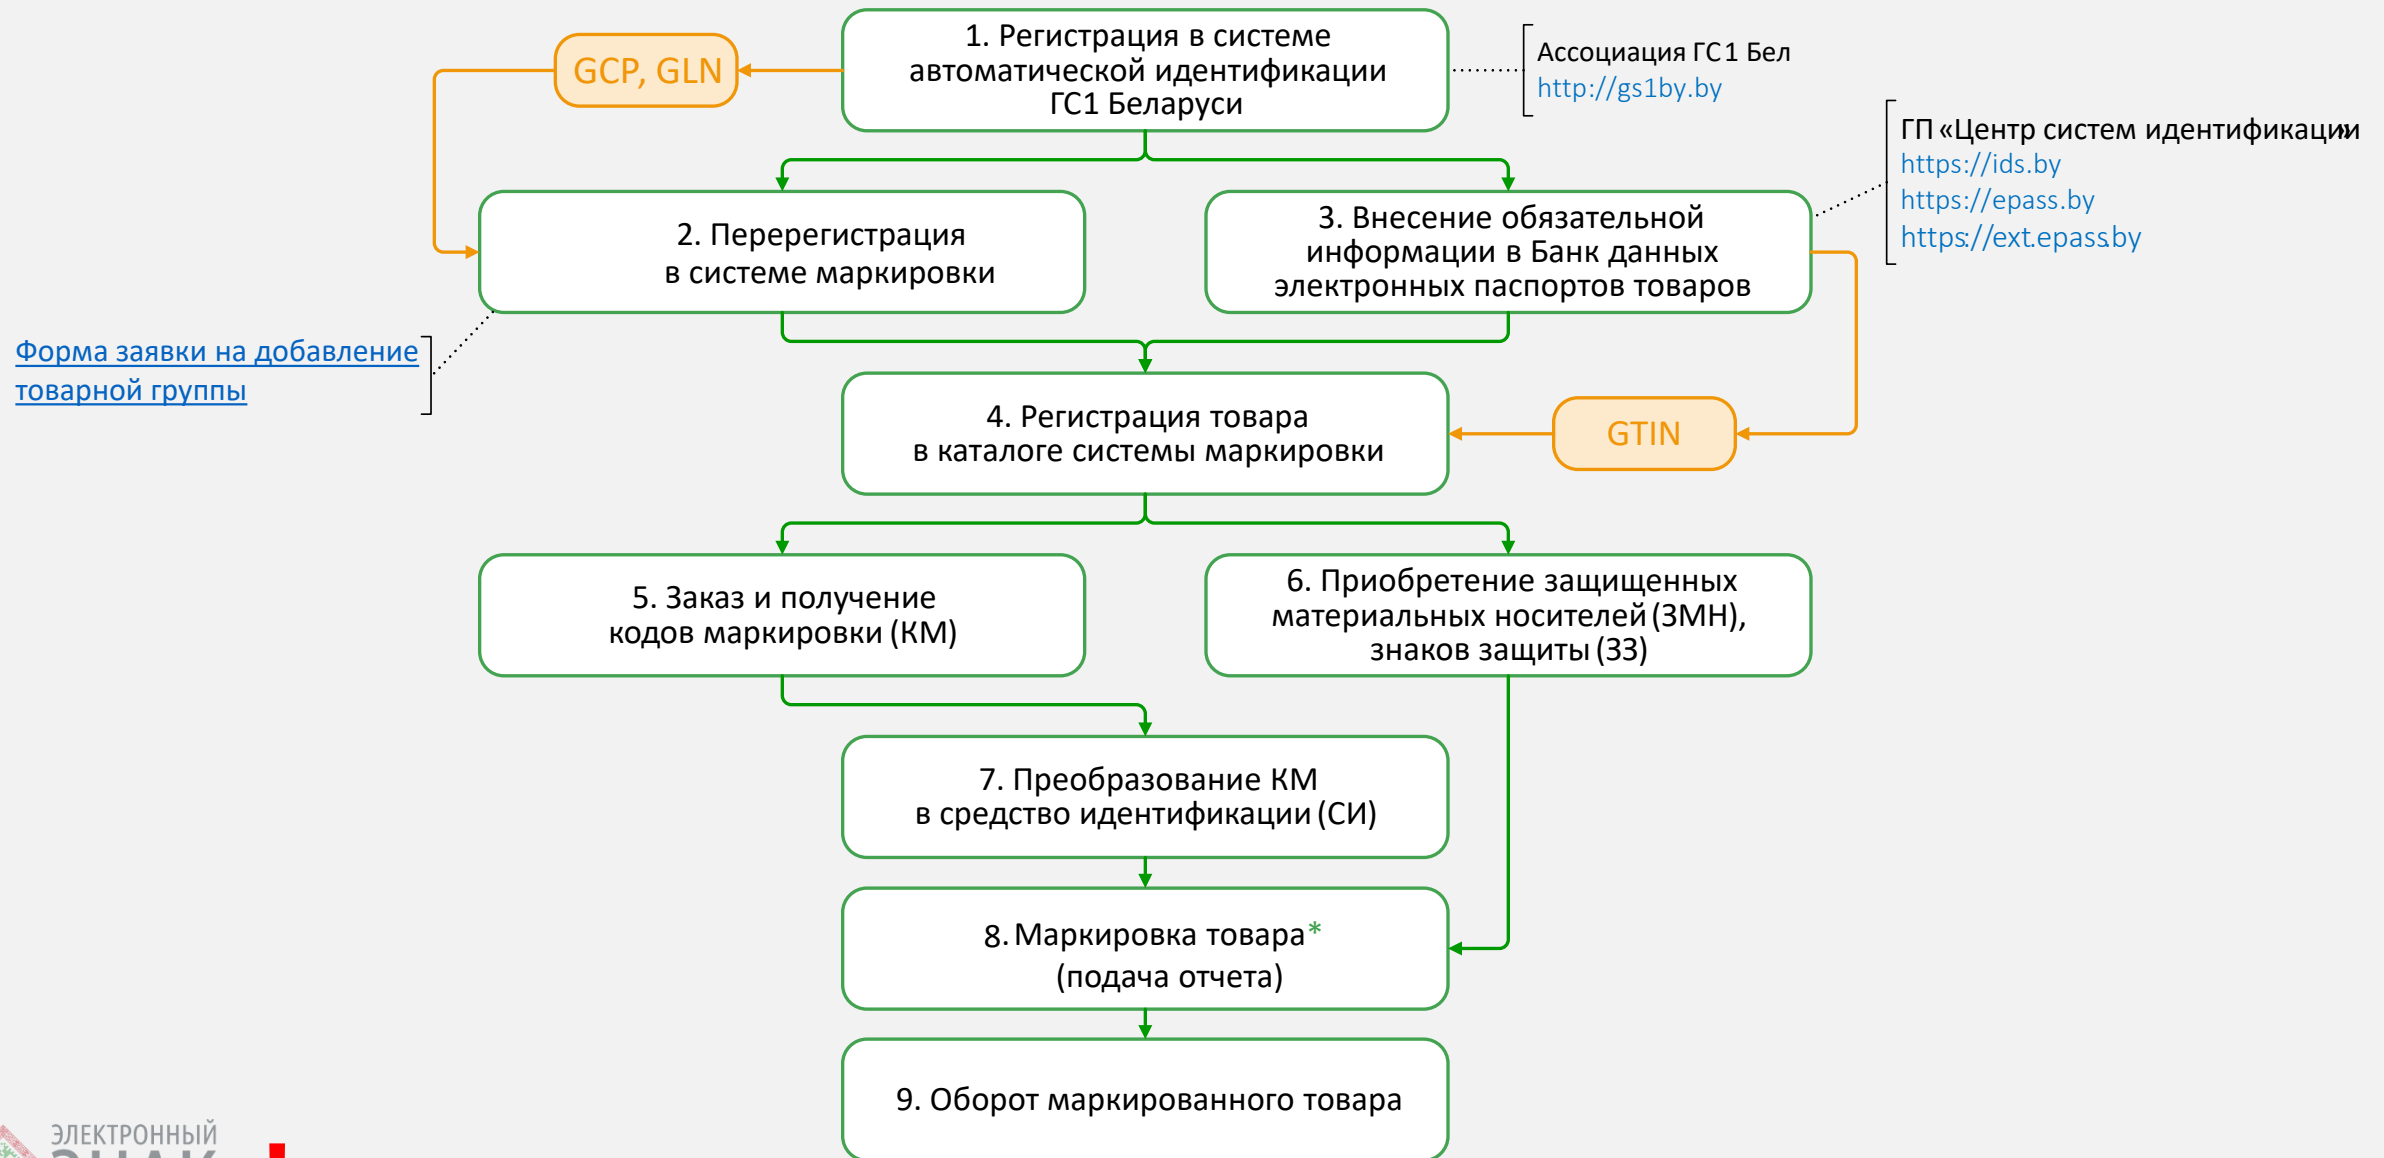 1. Регистрация в системе
автоматической идентификации
ГС1 Беларуси
GCP, GLN
Ассоциация ГС1 Бел
http://gs1by.by
ГП «Центр систем идентификации»
https://ids.by
https://epass.by
https://ext.epass.by
2. Перерегистрация
в системе маркировки
3. Внесение обязательной
информации в Банк данных
электронных паспортов товаров
Форма заявки на добавление
товарной группы
4. Регистрация товара
в каталоге системы маркировки
GTIN
5. Заказ и получение
кодов маркировки (КМ)
6. Приобретение защищенных
материальных носителей (ЗМН),
знаков защиты (ЗЗ)
7. Преобразование КМ
в средство идентификации (СИ)
8. Маркировка товара*
(подача отчета)
9. Оборот маркированного товара
ЭЛЕКТРОННЫЙ
ЗНАК